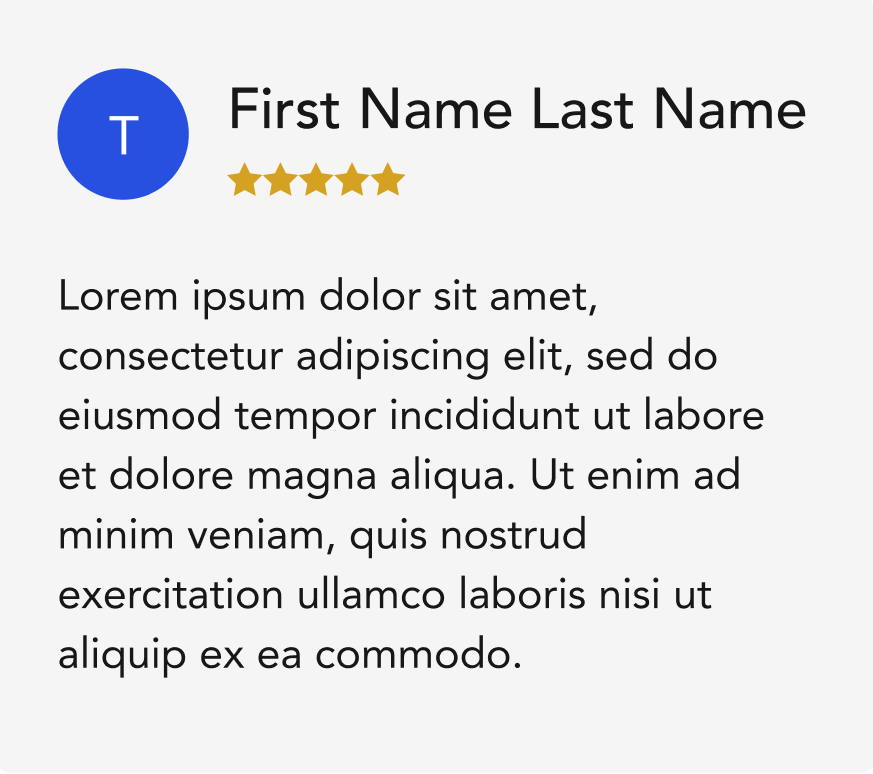 T
First Name Last Name
Lorem ipsum dolor sit amet,
consectetur adipiscing elit, sed do
eiusmod tempor incididunt ut labore
et dolore magna aliqua. Ut enim ad
minim veniam, quis nostrud
exercitation ullamco laboris nisi ut
aliquip ex ea commodo.